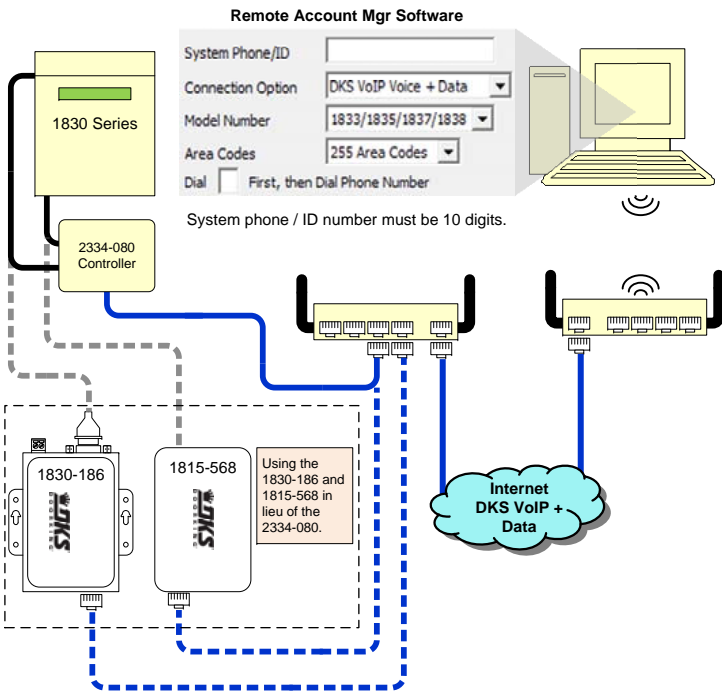 Remote Account Mgr Software
System Phone/ID
Connection Option
DKS VoIP Voice + Data
Model Number
1833/1835/1837/1838
Area Codes
255 Area Codes
Dial First, then Dial Phone Number
System phone / ID number must be 10 digits.
1830 Series
2334-080
Controller
1830-186
DKS
DOORKING
1815-568
DKS
DOORKING
Using the
1830-186 and
1815-568 in
lieu of the
2334-080.
Internet
DKS VoIP +
Data